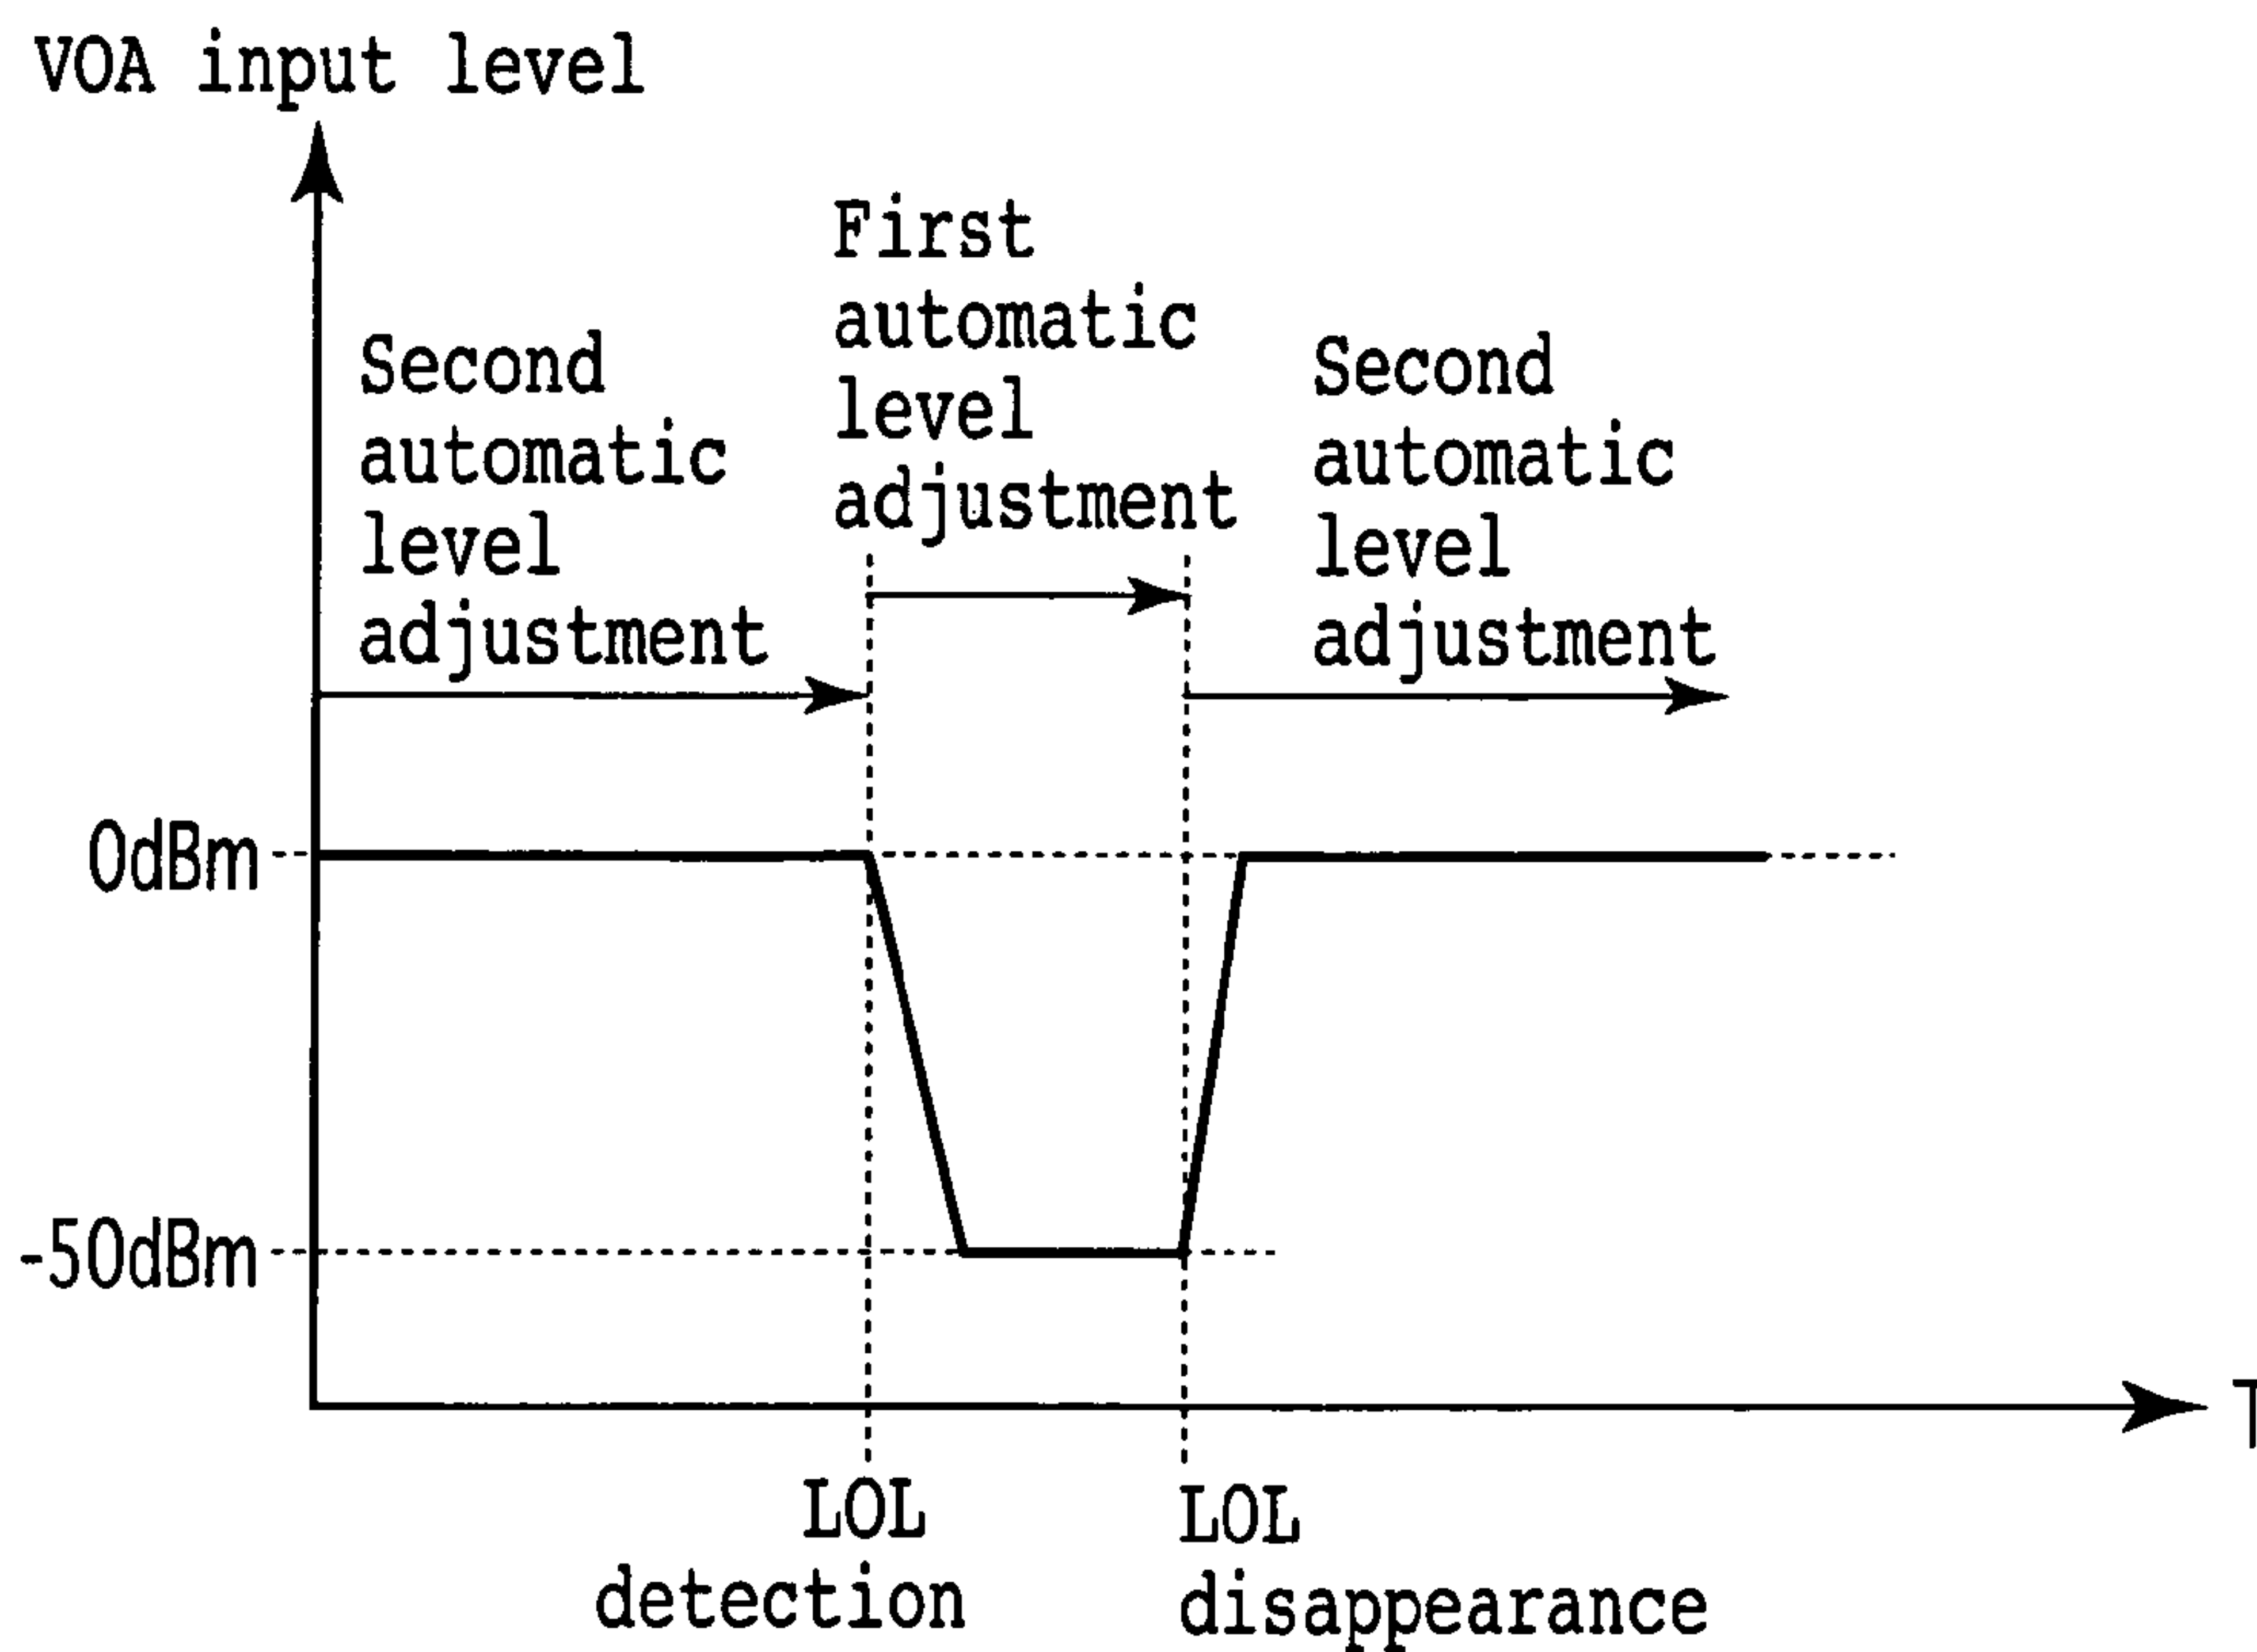 VOA input level
First
automatic
level
adjustment
Second
automatic
level
adjustment
Second
automatic
level
adjustment
0dBm
-50dBm
T
LOL
detection
LOL
disappearance